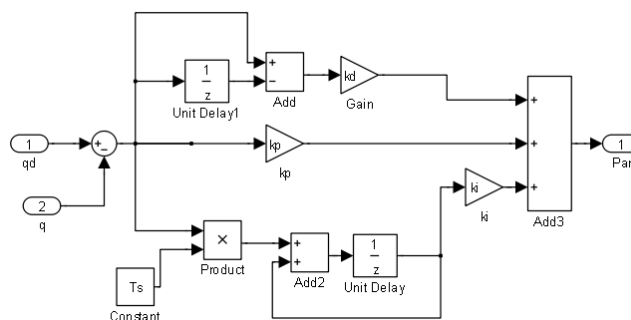 +
−
1
z
Unit Delay1
Add
kd
Gain
1
qd
+
−
kp
kp
+
+
+
Add3
1
Par
2
q
ki
ki
×
Product
Ts
Constant
+
+
Add2
1
z
Unit Delay